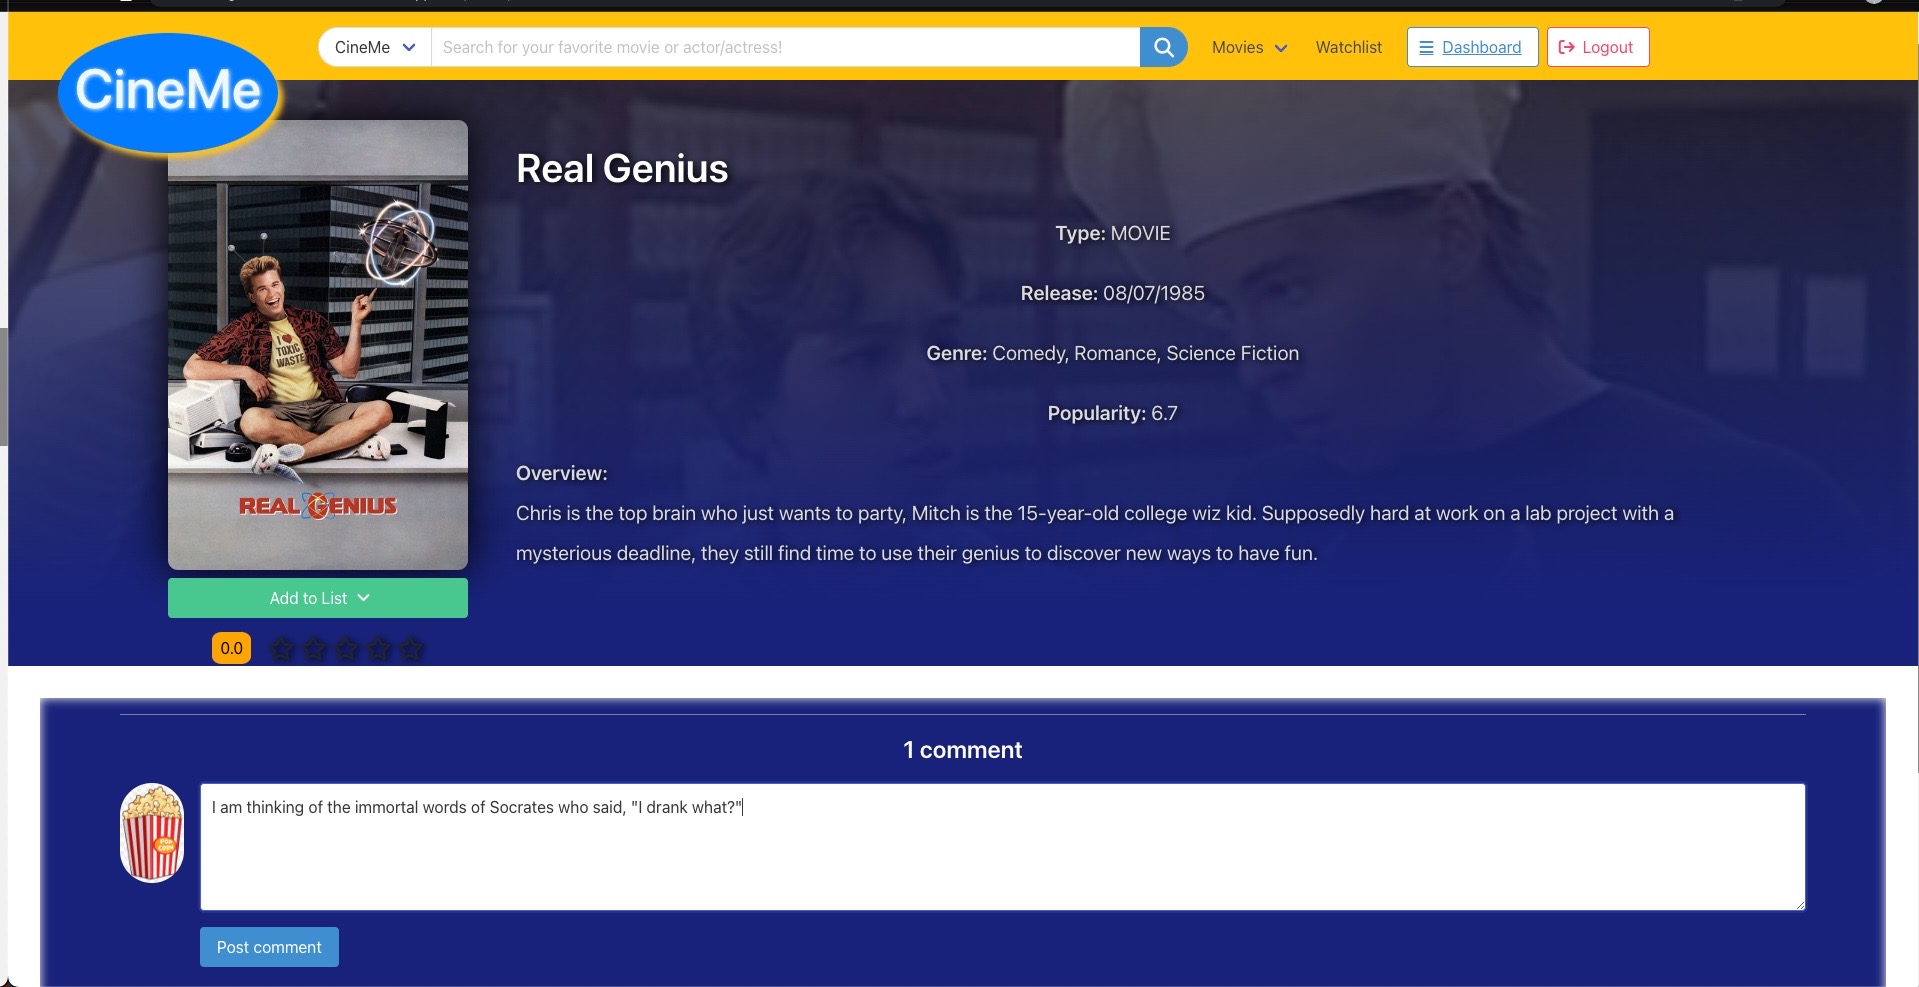 CineMe
Search for your favorite movie or actor/actress!
Movies
Watchlist
Dashboard
Logout
CineMe
I ♥
TOXIC
WASTE
REAL GENIUS
Add to List
0.0
Real Genius
Type: MOVIE
Release: 08/07/1985
Genre: Comedy, Romance, Science Fiction
Popularity: 6.7
Overview:
Chris is the top brain who just wants to party, Mitch is the 15-year-old college wiz kid. Supposedly hard at work on a lab project with a
mysterious deadline, they still find time to use their genius to discover new ways to have fun.
1 comment
POP
CORN
I am thinking of the immortal words of Socrates who said, "I drank what?"
Post comment